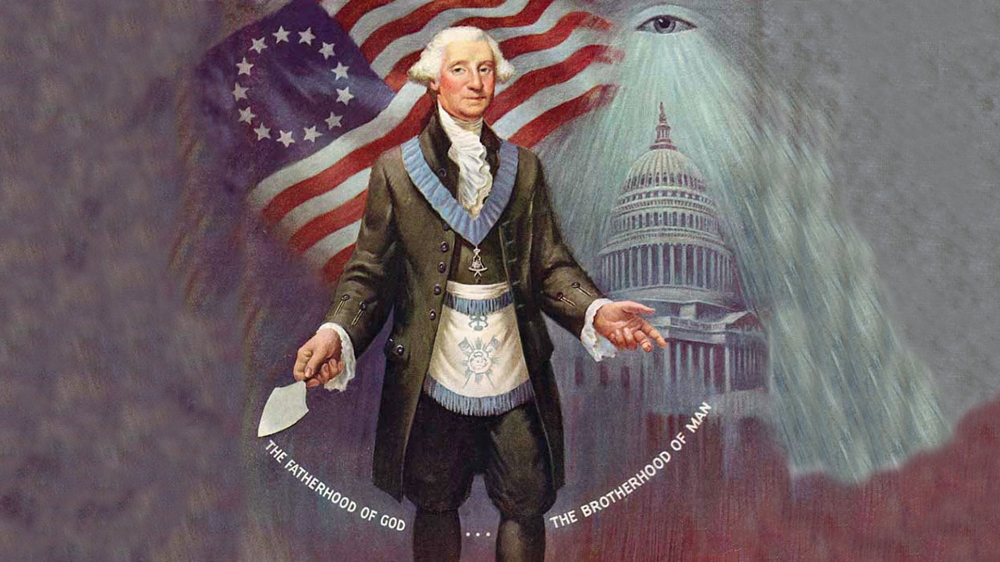 THE FATHERHOOD OF GOD
...
THE BROTHERHOOD OF MAN